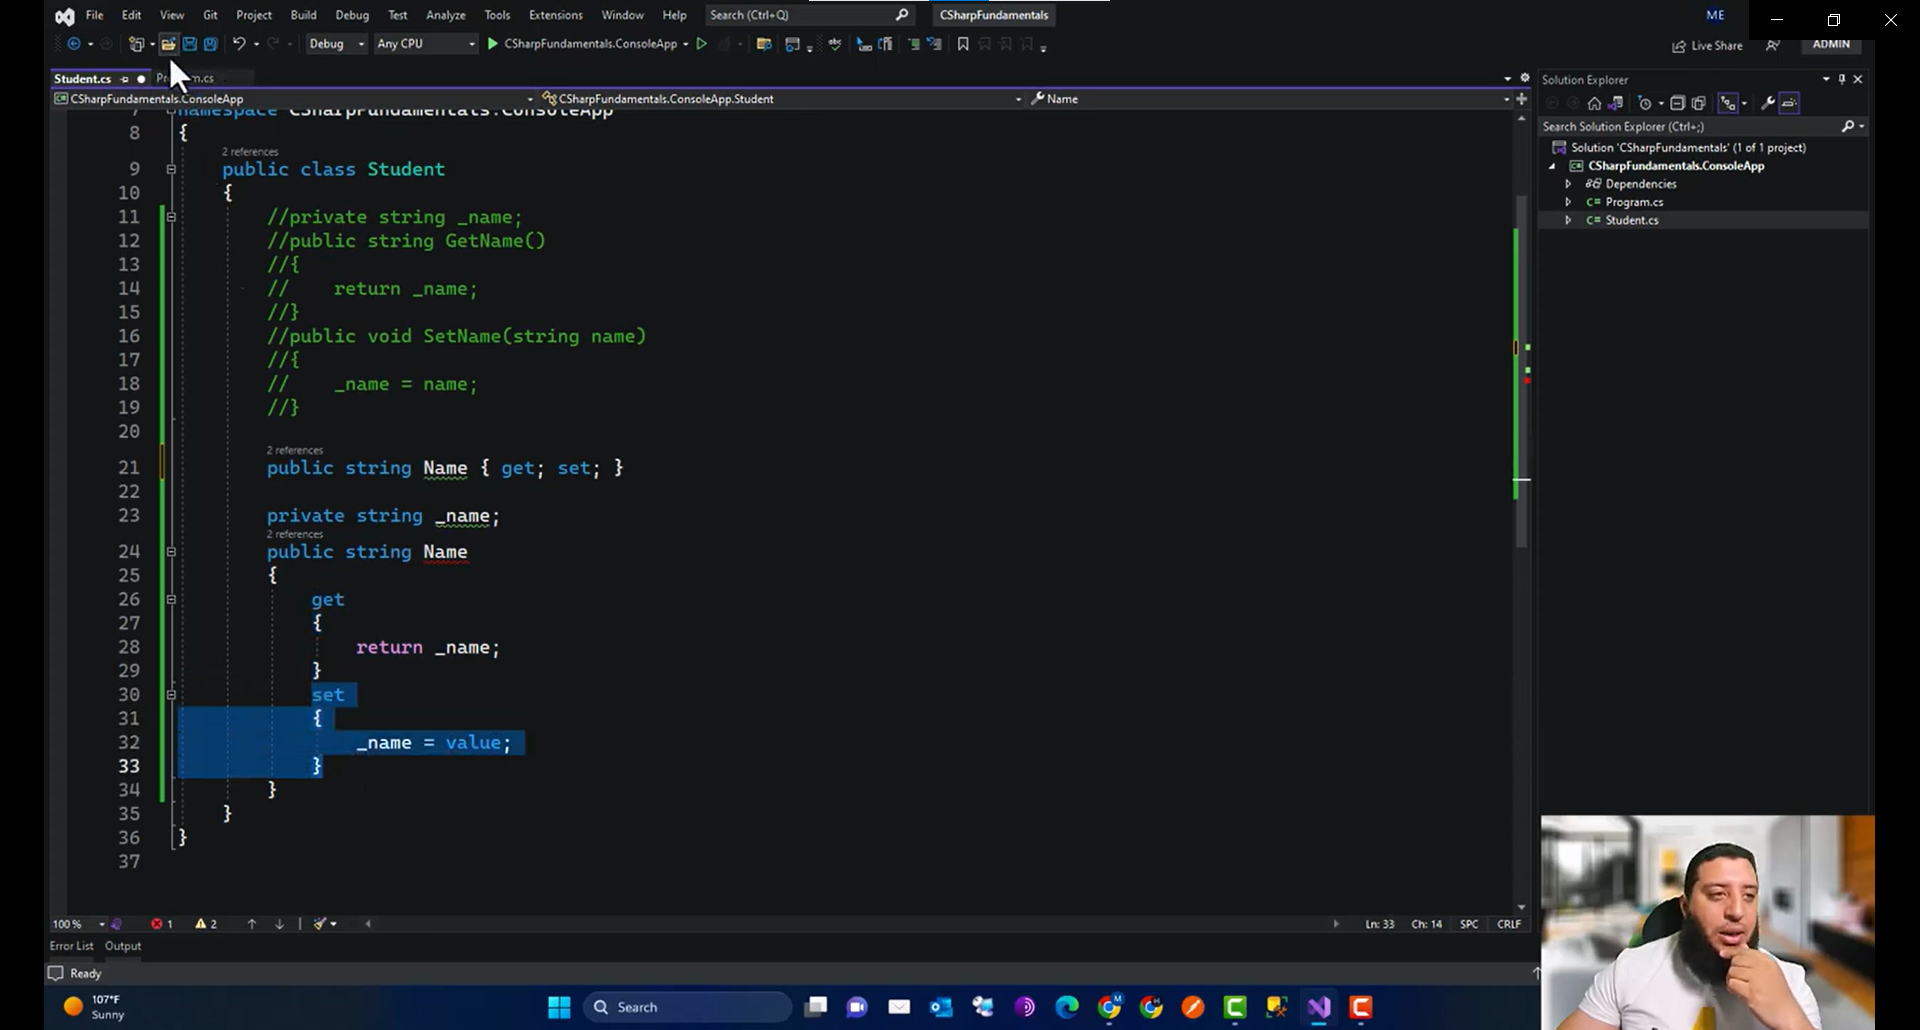 File Edit View Git Project Build Debug Test Analyze Tools Extensions Window Help Search (Ctrl+Q) CSharpFundamentals ME
Debug Any CPU CSharpFundamentals.ConsoleApp Live Share ADMIN
Student.cs
CSharpFundamentals.ConsoleApp CSharpFundamentals.ConsoleApp.Student Name
7 namespace CSharpFundamentals.ConsoleApp
8 {
2 references
9 public class Student
10 {
11 //private string _name;
12 //public string GetName()
13 //{
14 // return _name;
15 //}
16 //public void SetName(string name)
17 //{
18 // _name = name;
19 //}
20
2 references
21 public string Name { get; set; }
22
23 private string _name;
2 references
24 public string Name
25 {
26 get
27 {
28 return _name;
29 }
30 set
31 {
32 _name = value;
33 }
34 }
35 }
36 }
37
100 % 1 2 Ln: 33 Ch: 14 SPC CRLF
Error List Output
Ready
Solution Explorer
Search Solution Explorer (Ctrl+;)
Solution 'CSharpFundamentals' (1 of 1 project)
CSharpFundamentals.ConsoleApp
Dependencies
C# Program.cs
C# Student.cs
107°F
Sunny
Search